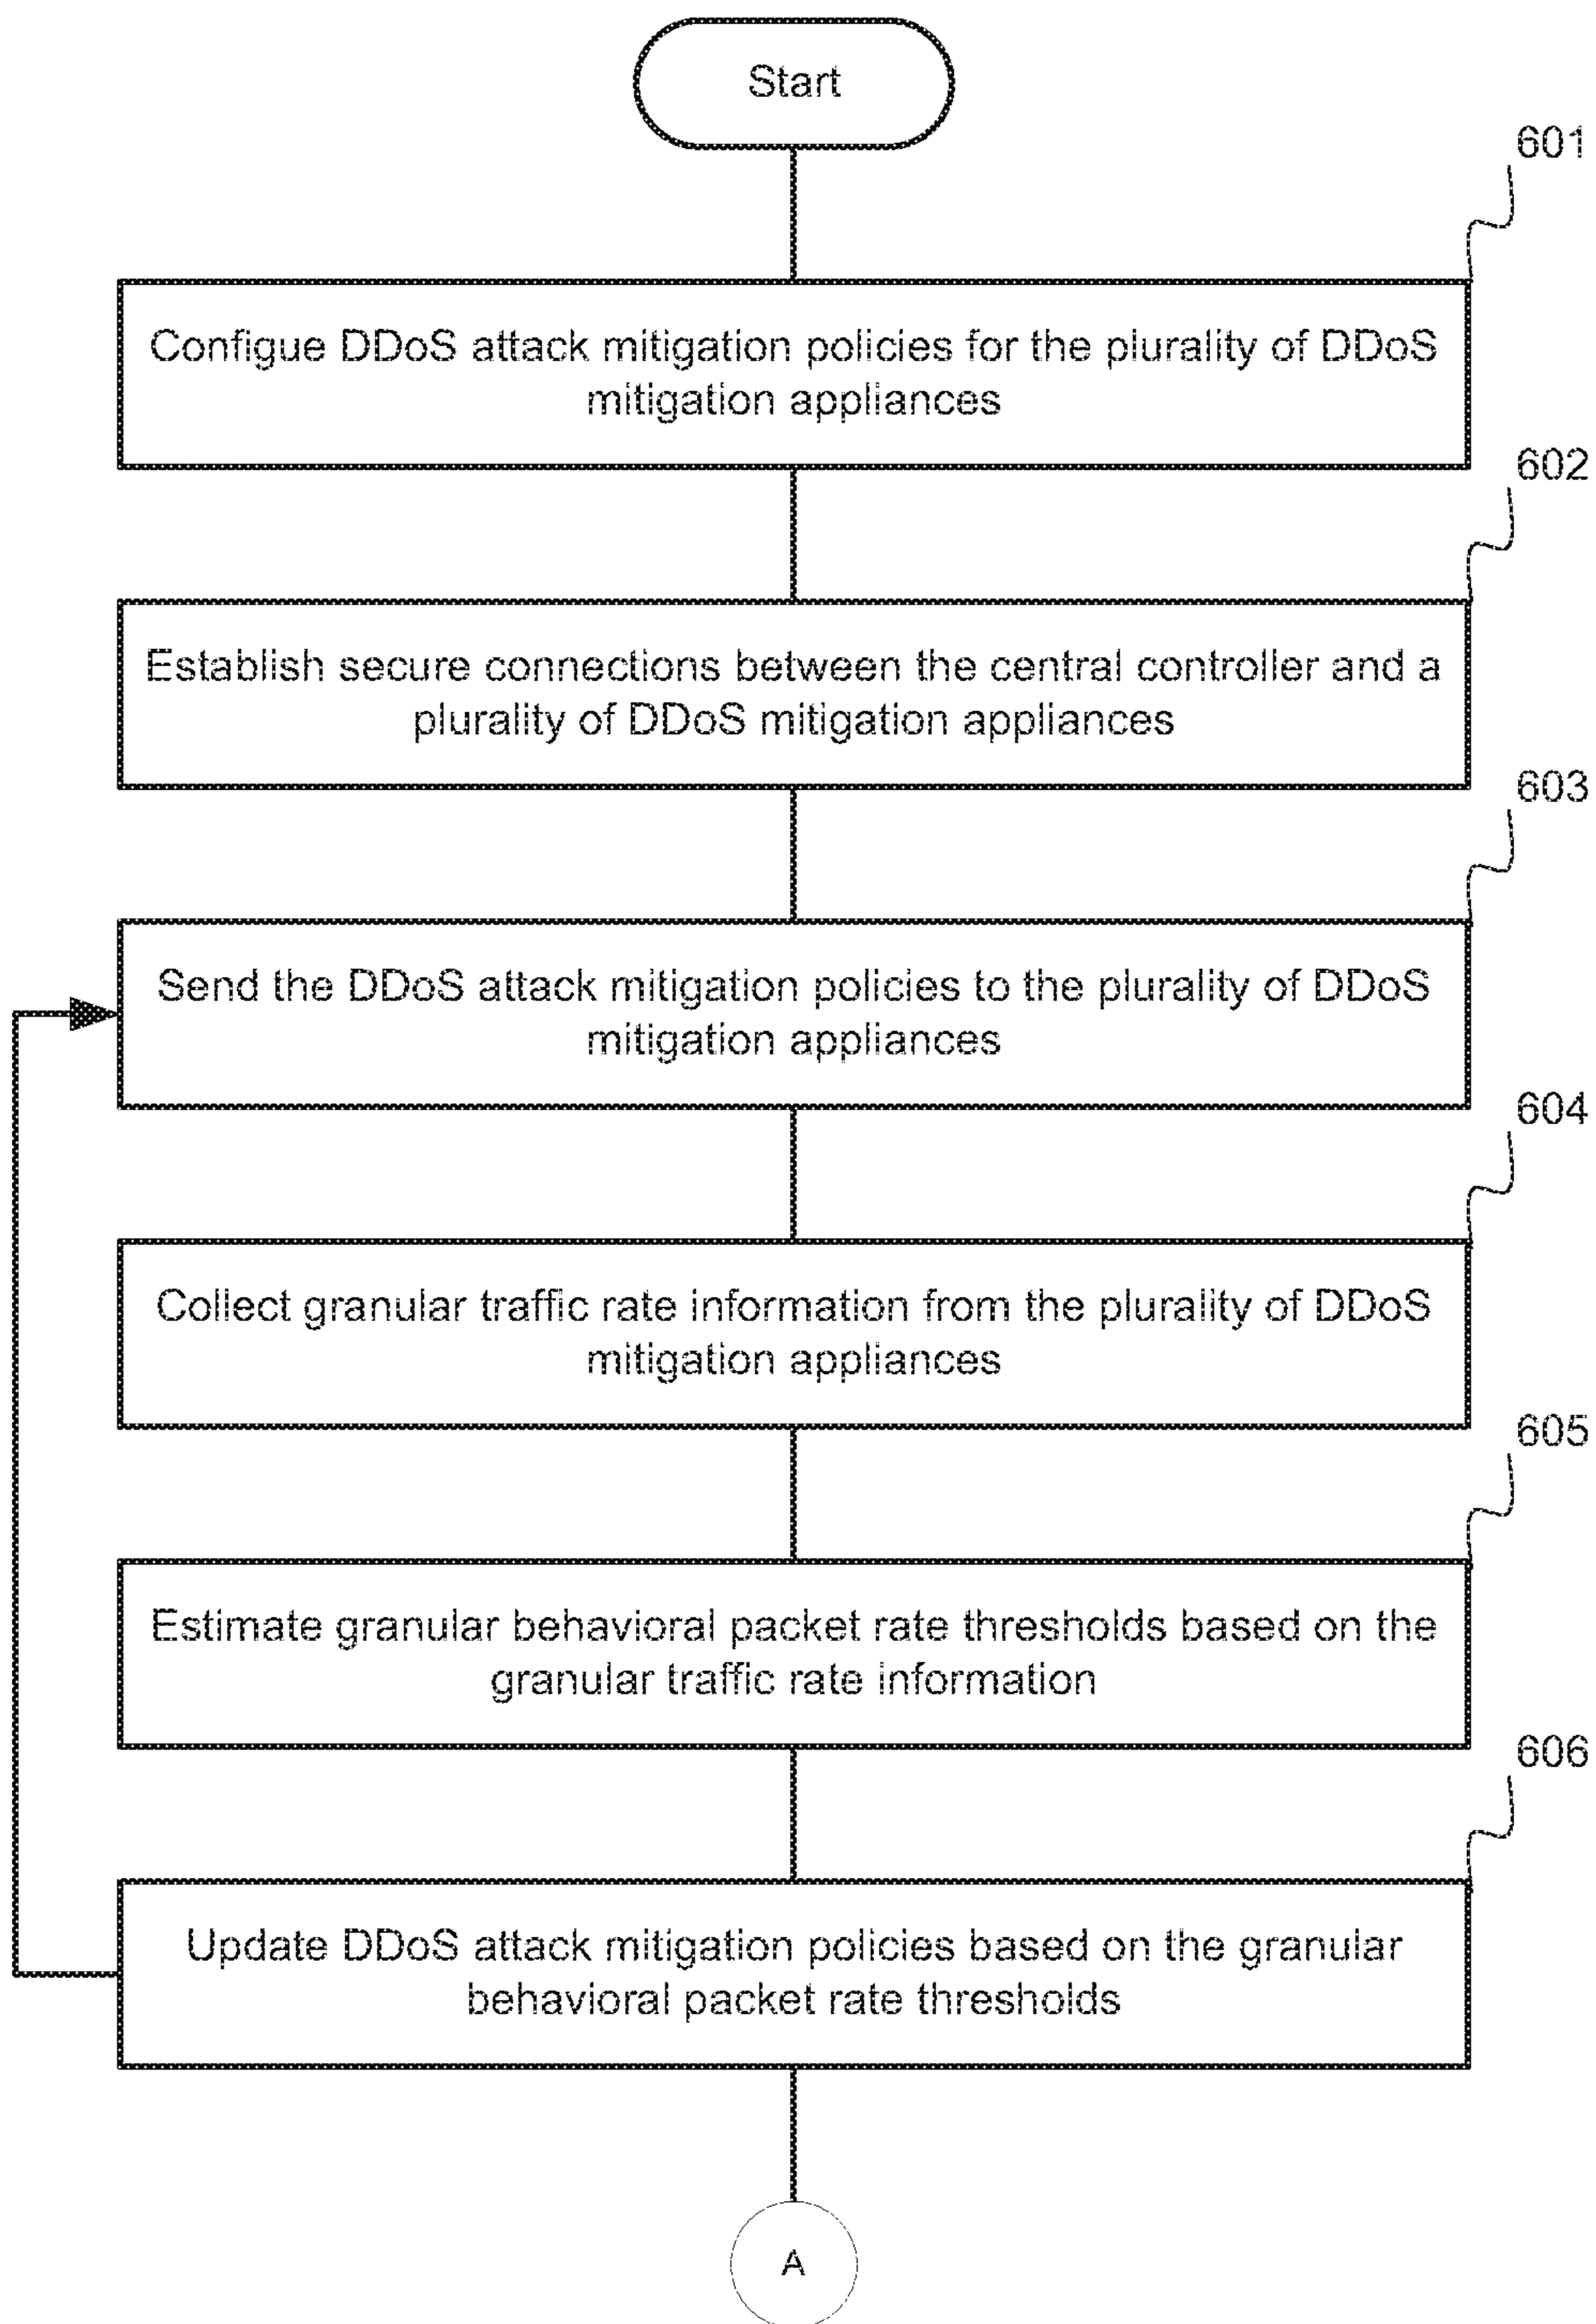 Start
601
Configue DDoS attack mitigation policies for the plurality of DDoS
mitigation appliances
602
Establish secure connections between the central controller and a
plurality of DDoS mitigation appliances
603
Send the DDoS attack mitigation policies to the plurality of DDoS
mitigation appliances
604
Collect granular traffic rate information from the plurality of DDoS
mitigation appliances
605
Estimate granular behavioral packet rate thresholds based on the
granular traffic rate information
606
Update DDoS attack mitigation policies based on the granular
behavioral packet rate thresholds
A